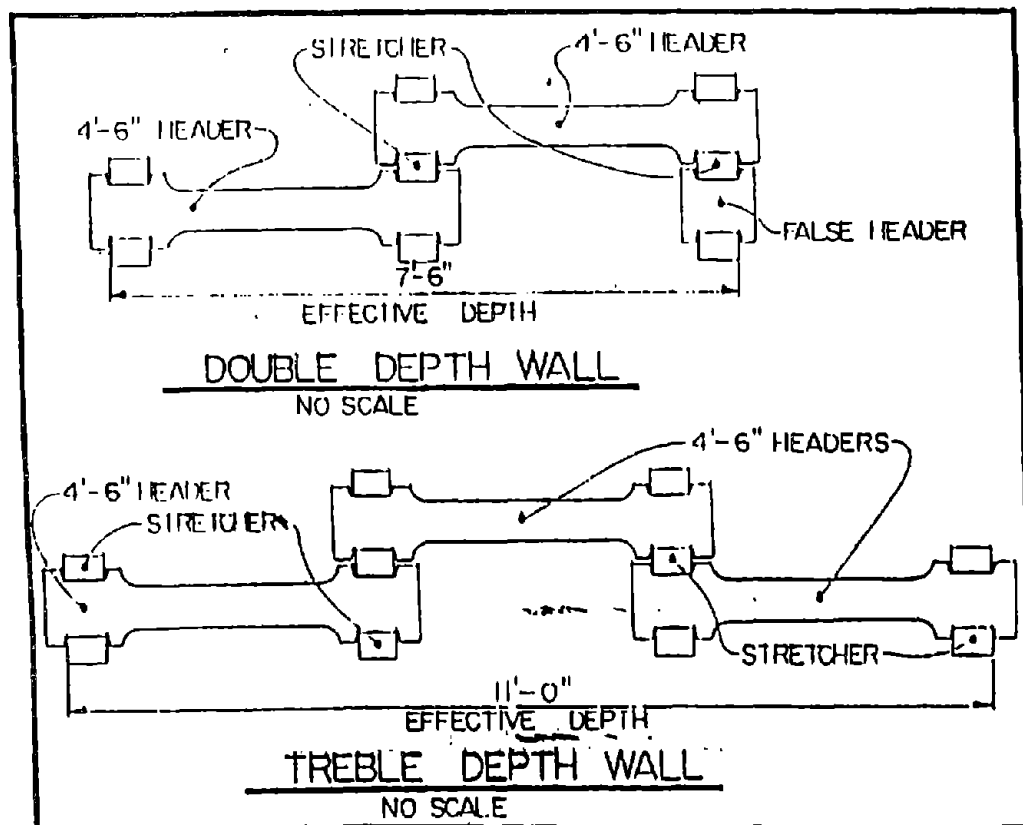 STRETCHER
4'-6" HEADER
4'-6" HEADER
FALSE HEADER
7'-6"
EFFECTIVE DEPTH
DOUBLE DEPTH WALL
NO SCALE
4'-6" HEADERS
4'-6" HEADER
STRETCHER
STRETCHER
11'-0"
EFFECTIVE DEPTH
TREBLE DEPTH WALL
NO SCALE